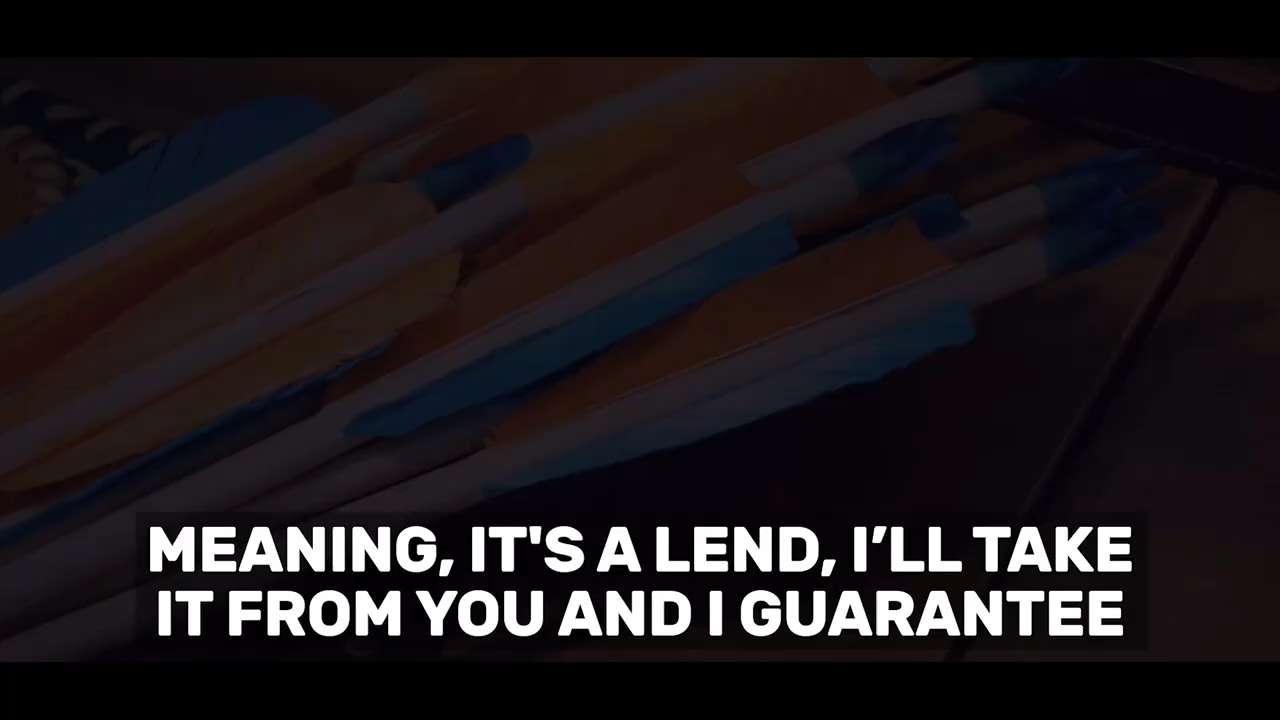 MEANING, IT'S A LEND, I’LL TAKE
IT FROM YOU AND I GUARANTEE